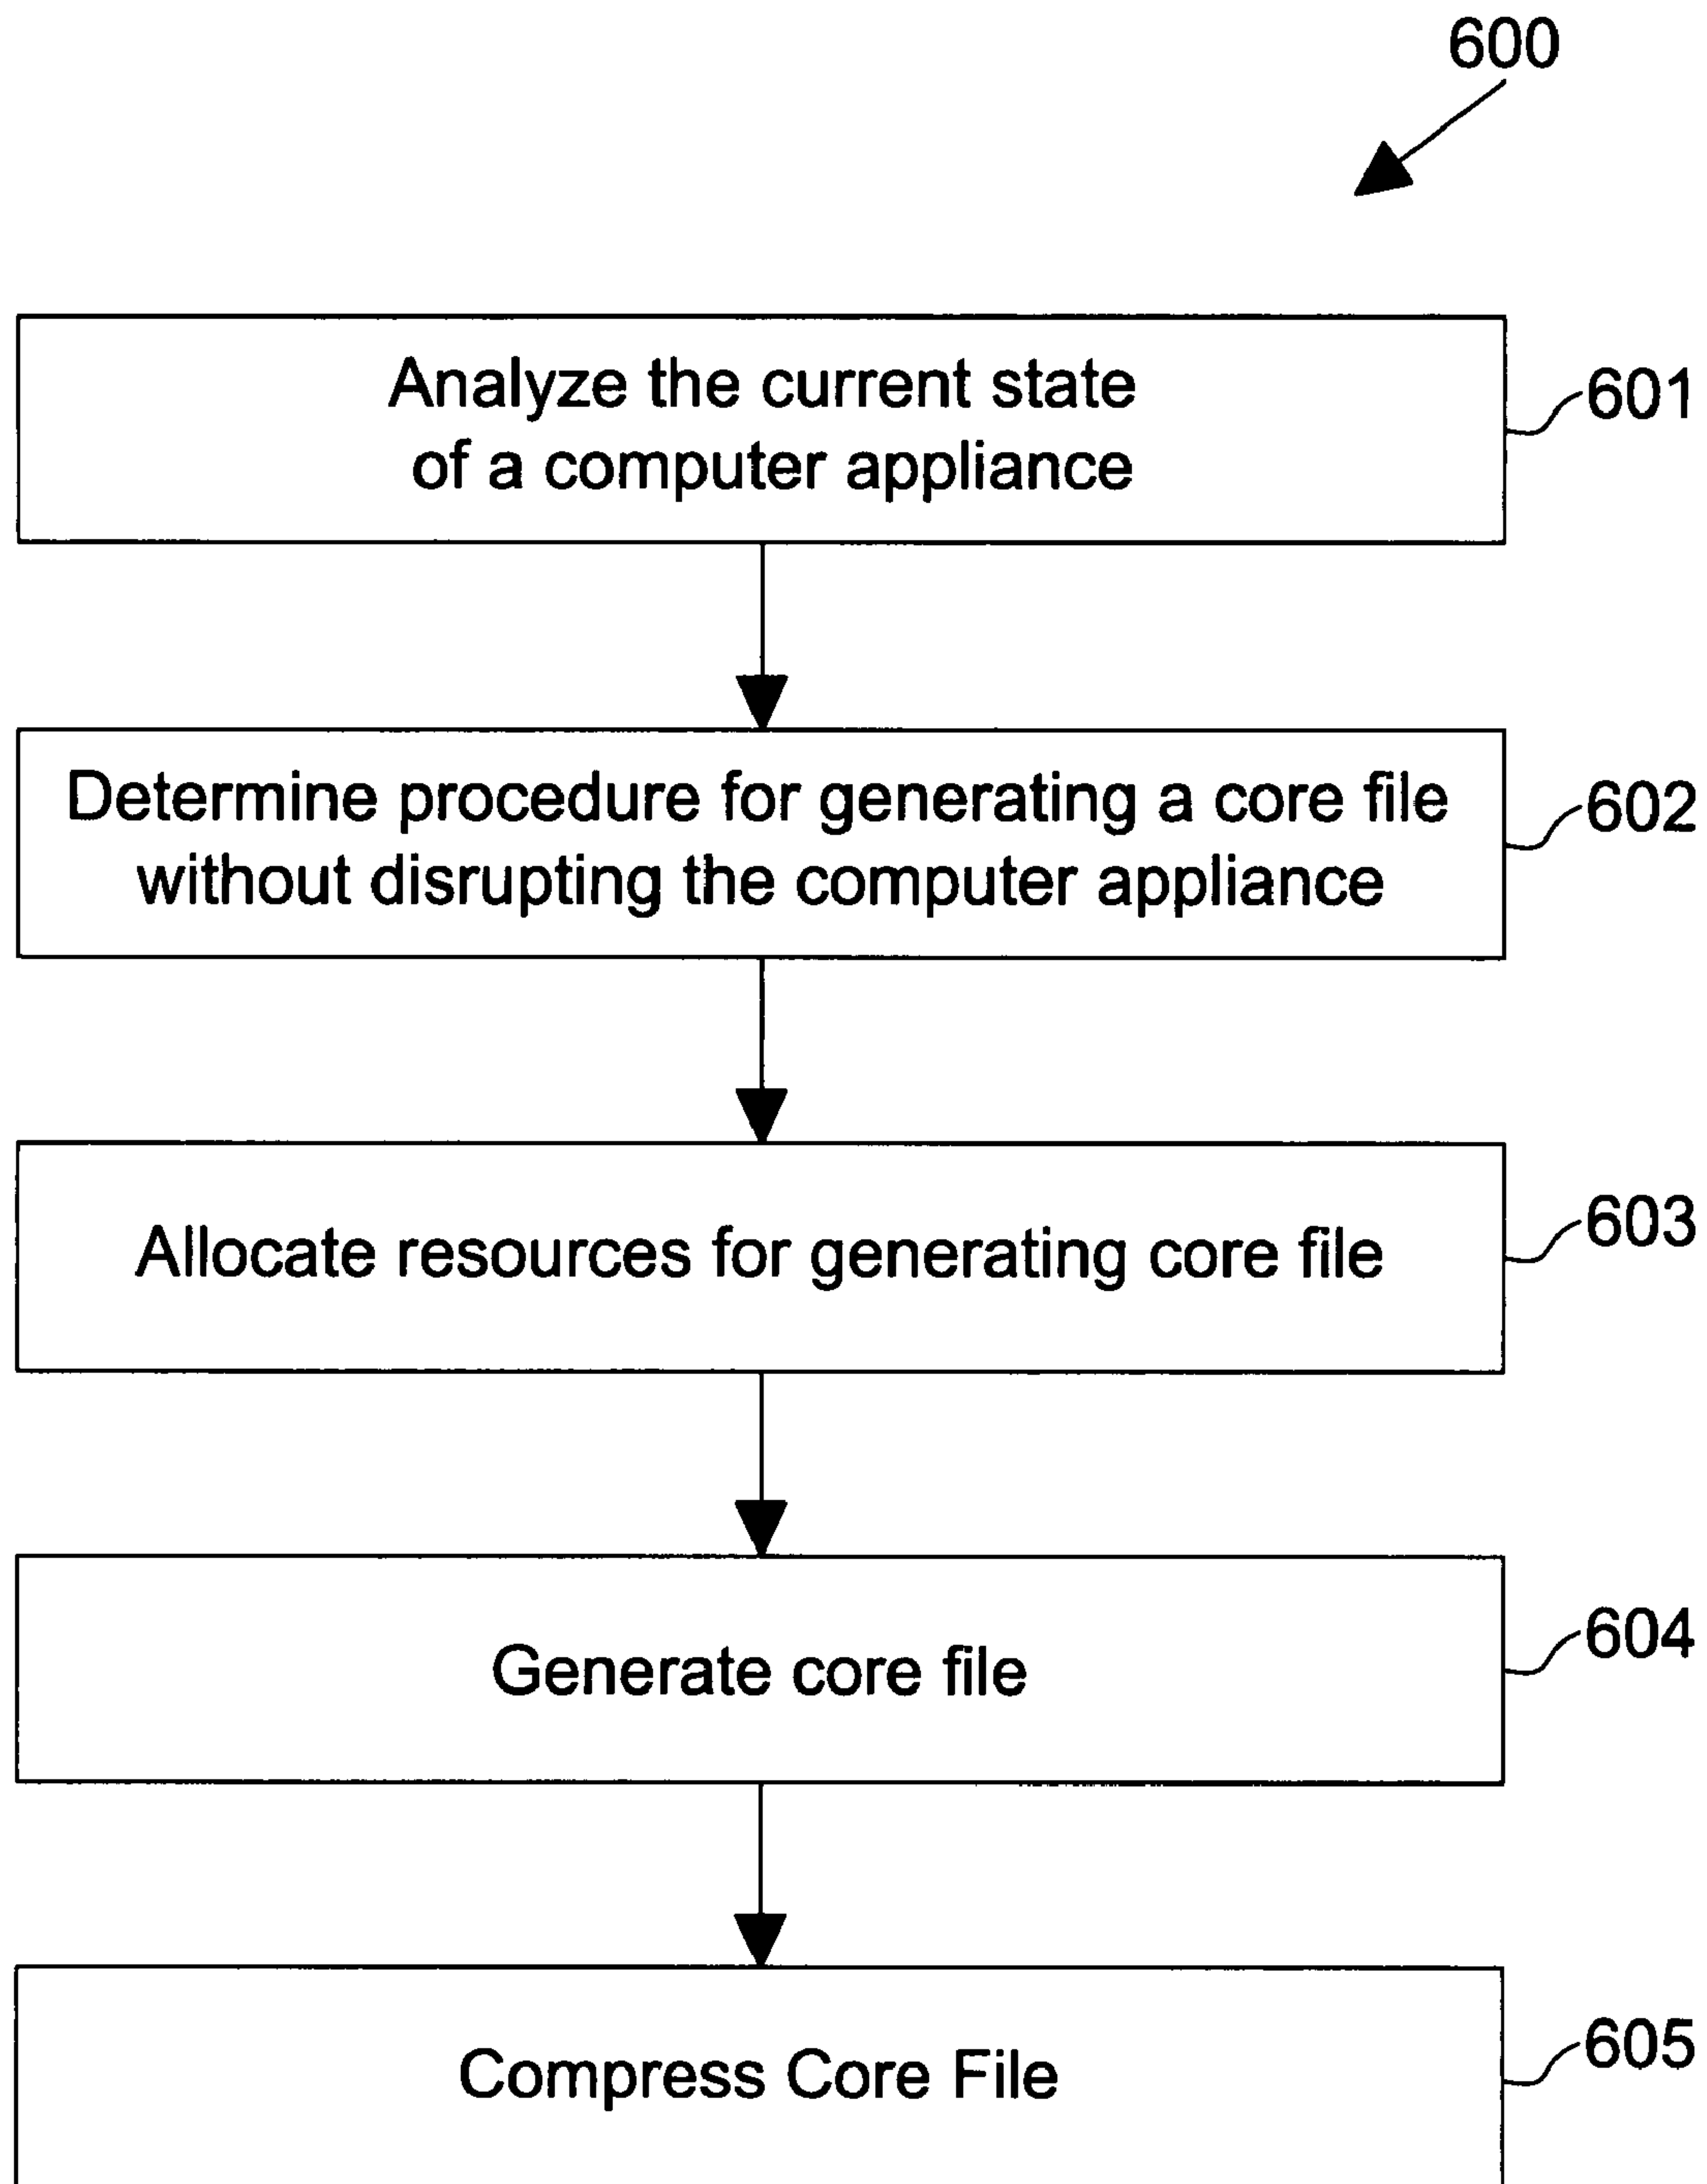 600
Analyze the current state
of a computer appliance
601
Determine procedure for generating a core file
without disrupting the computer appliance
602
Allocate resources for generating core file
603
Generate core file
604
Compress Core File
605